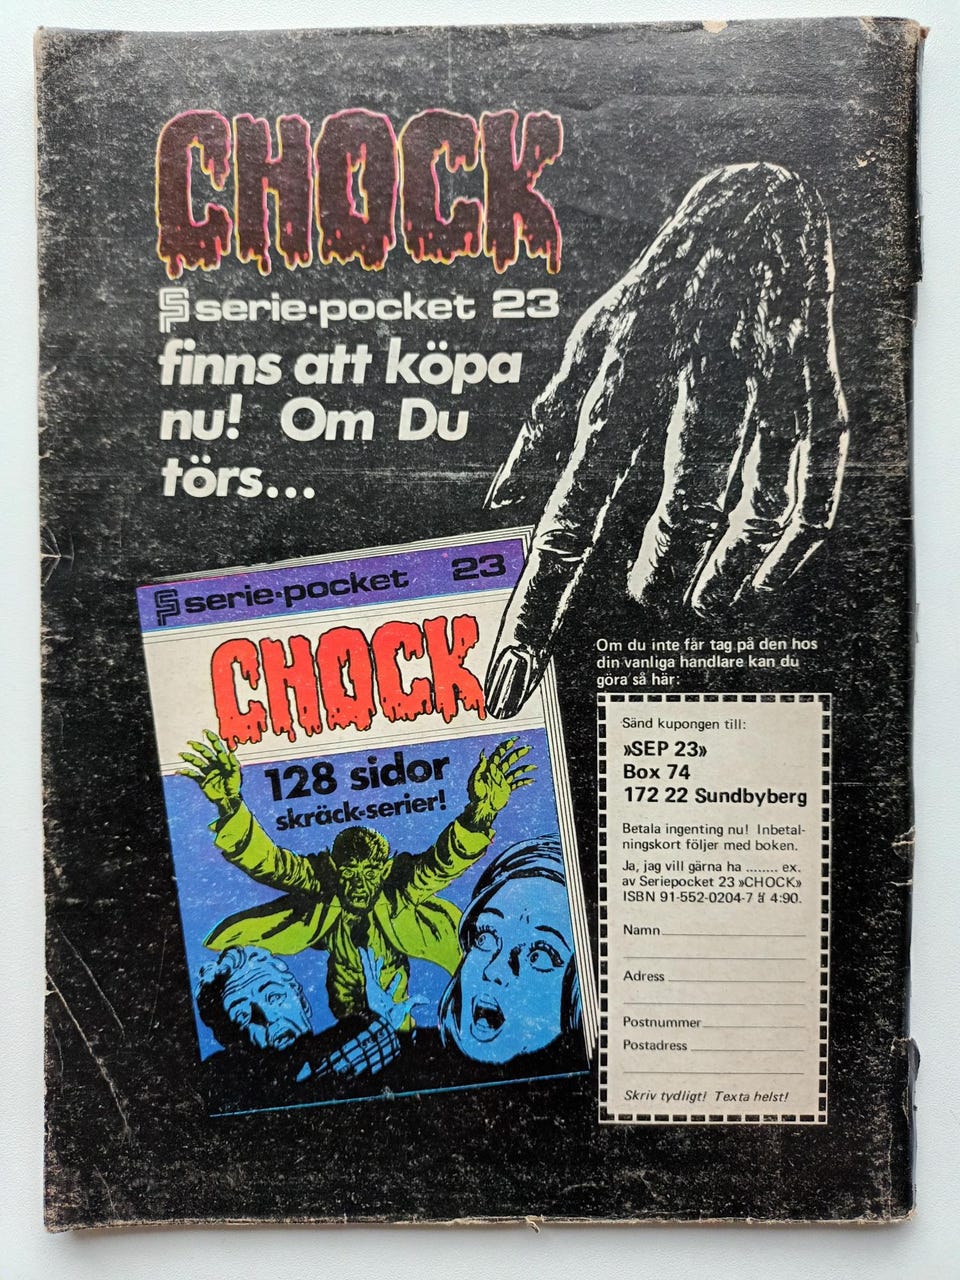 CHOCK
serie-pocket 23
finns att köpa
nu! Om Du
törs...
serie-pocket 23
CHOCK
128 sidor
skräck-serier!
Om du inte får tag på den hos
din vanliga handlare kan du
göra så här:
Sänd kupongen till:
»SEP 23»
Box 74
172 22 Sundbyberg
Betala ingenting nu! Inbetal-
ningskort följer med boken.
Ja, jag vill gärna ha ........ ex.
av Seriepocket 23 »CHOCK»
ISBN 91-552-0204-7 à 4:90.
Namn
Adress
Postnummer
Postadress
Skriv tydligt! Texta helst!